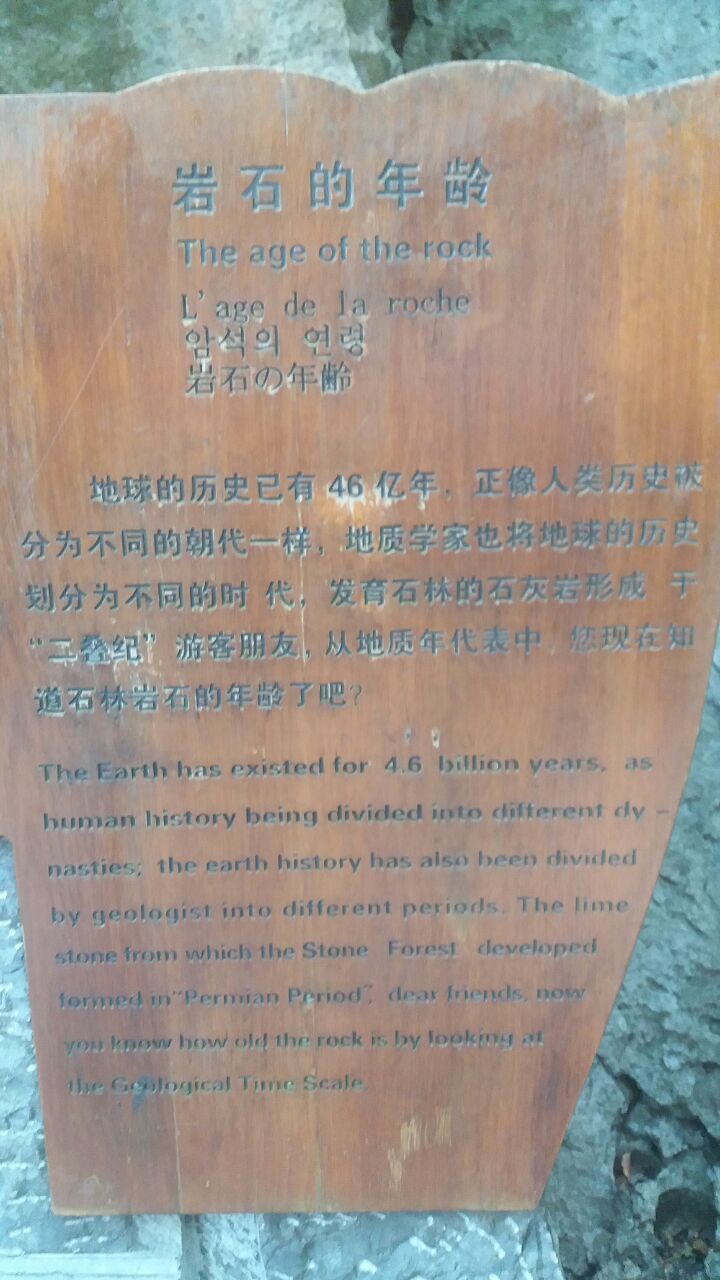 岩石的年龄
The age of the rock
L'age de la roche
암석의 연령
岩石の年齢
地球的历史已有 46 亿年，正像人类历史被
分为不同的朝代一样，地质学家也将地球的历史
划分为不同的时 代，发育石林的石灰岩形成 于
“二叠纪” 游客朋友，从地质年代表中，您现在知
道石林岩石的年龄了吧？
The Earth has existed for 4.6 billion years, as
human history being divided into different dy -
nasties; the earth history has also been divided
by geologist into different periods. The lime
stone from which the Stone Forest developed
formed in “Permian Period”, dear friends, now
you know how old the rock is by looking at
the Geological Time Scale.